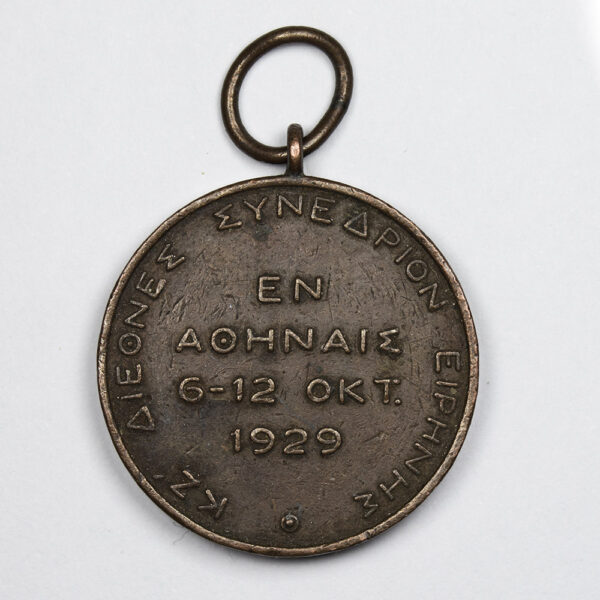 ΚΖ' ΔΙΕΘΝΕΣ ΣΥΝΕΔΡΙΟΝ ΕΙΡΗΝΗΣ
ΕΝ
ΑΘΗΝΑΙΣ
6-12 ΟΚΤ.
1929